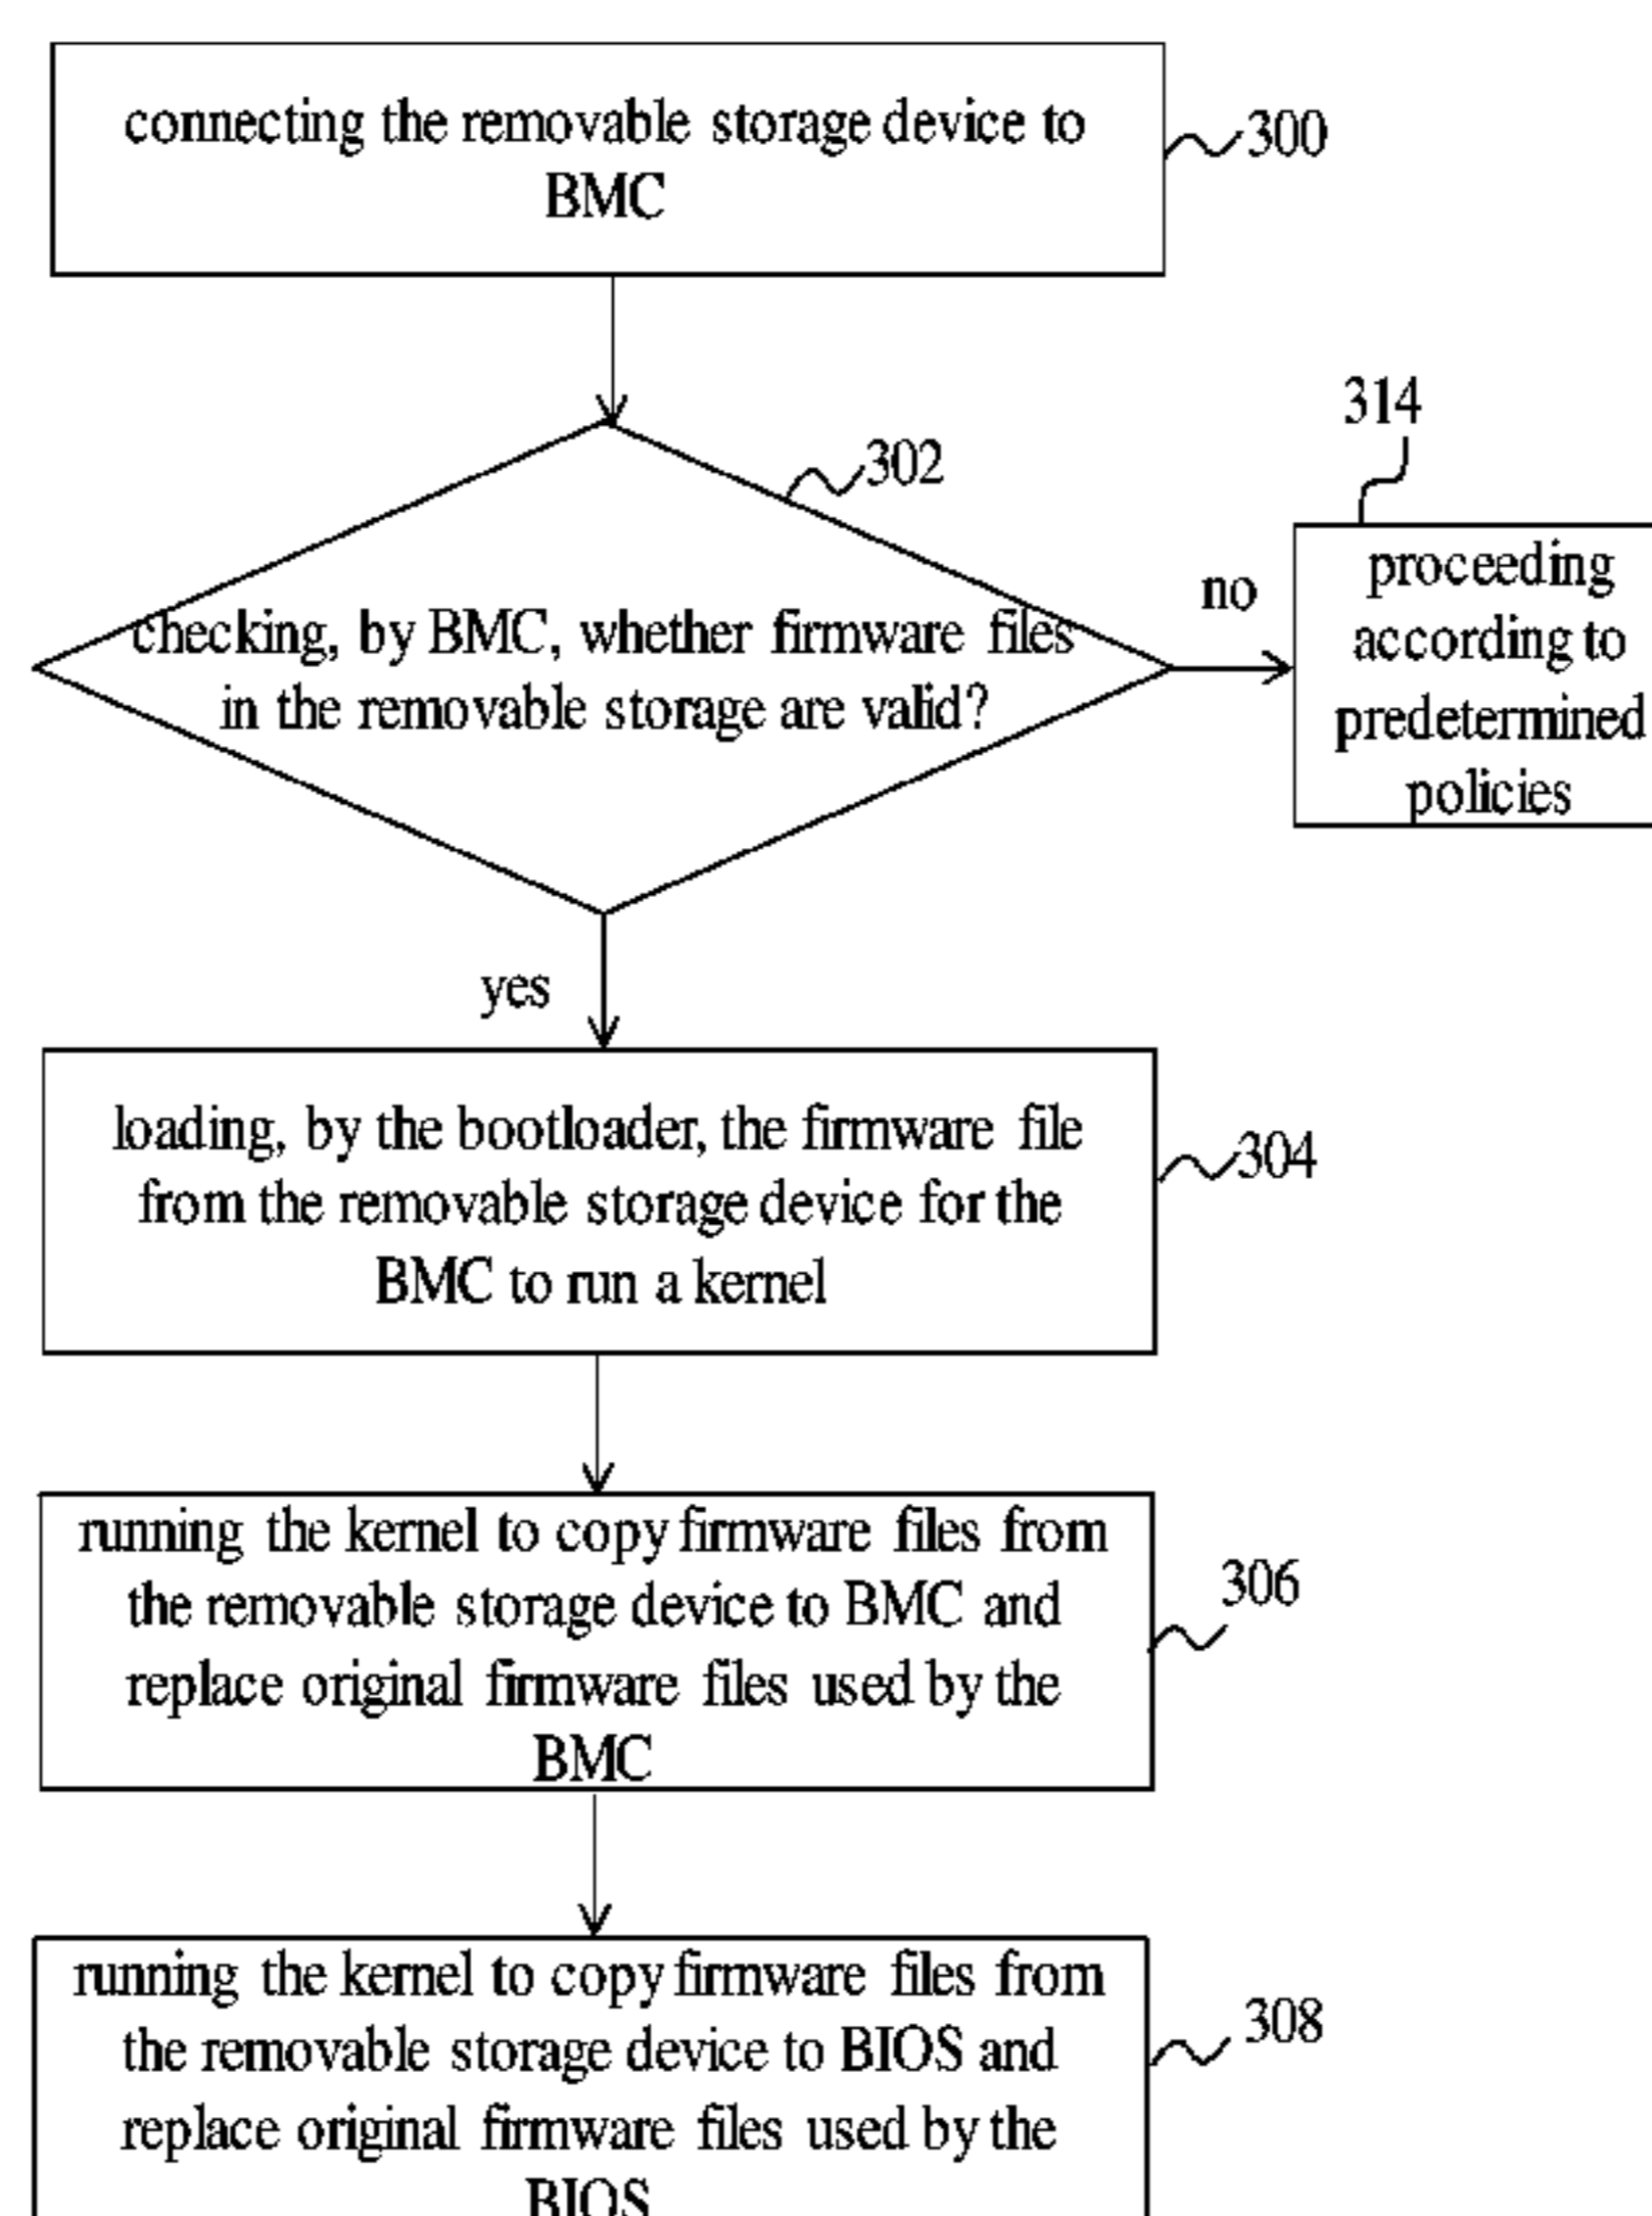 connecting the removable storage device to
BMC
300
314
302
checking, by BMC, whether firmware files
in the removable storage are valid?
no
proceeding
according to
predetermined
policies
yes
loading, by the bootloader, the firmware file
from the removable storage device for the
BMC to run a kernel
304
running the kernel to copy firmware files from
the removable storage device to BMC and
replace original firmware files used by the
BMC
306
running the kernel to copy firmware files from
the removable storage device to BIOS and
replace original firmware files used by the
BIOS
308